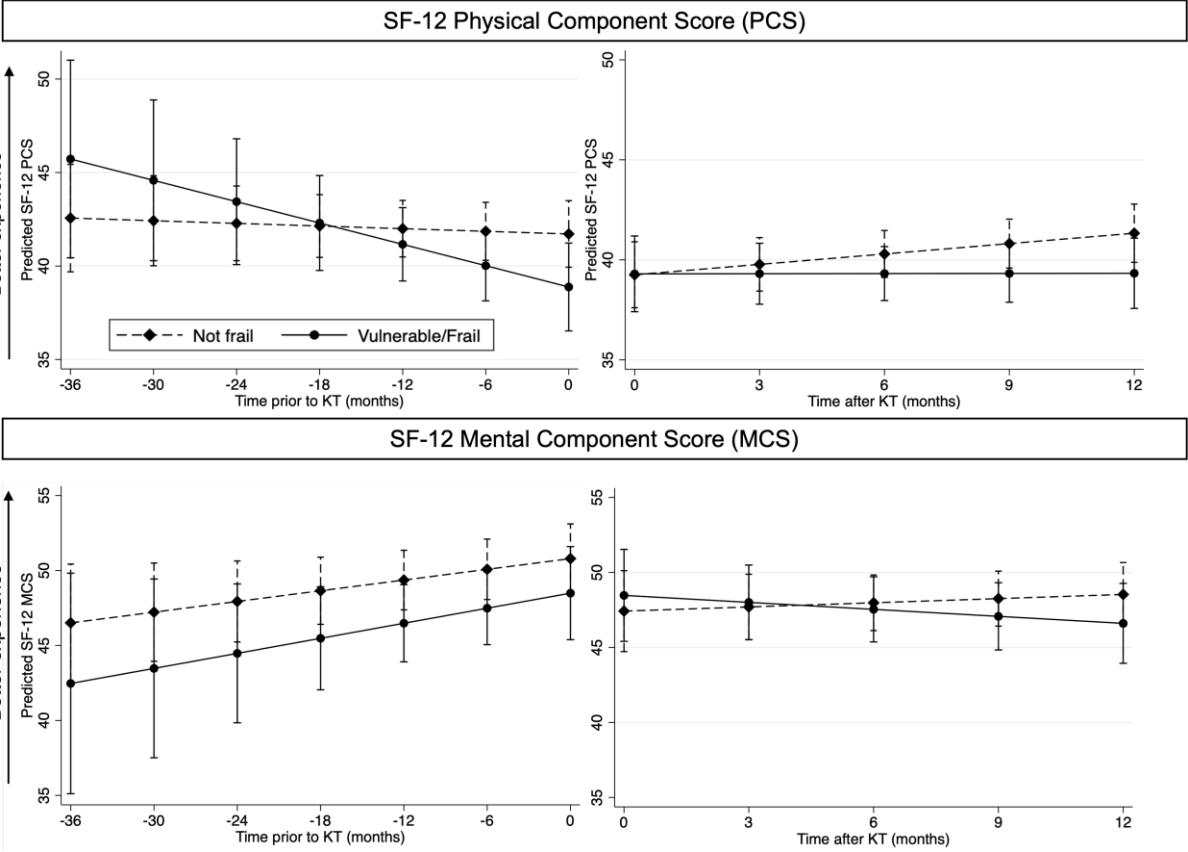 SF-12 Physical Component Score (PCS)
Predicted SF-12 PCS
50
45
40
35
Not frail
Vulnerable/Frail
-36 -30 -24 -18 -12 -6 0
Time prior to KT (months)
Predicted SF-12 PCS
50
45
40
35
0 3 6 9 12
Time after KT (months)
SF-12 Mental Component Score (MCS)
Predicted SF-12 MCS
55
50
45
40
35
-36 -30 -24 -18 -12 -6 0
Time prior to KT (months)
55
50
45
40
35
0 3 6 9 12
Time after KT (months)